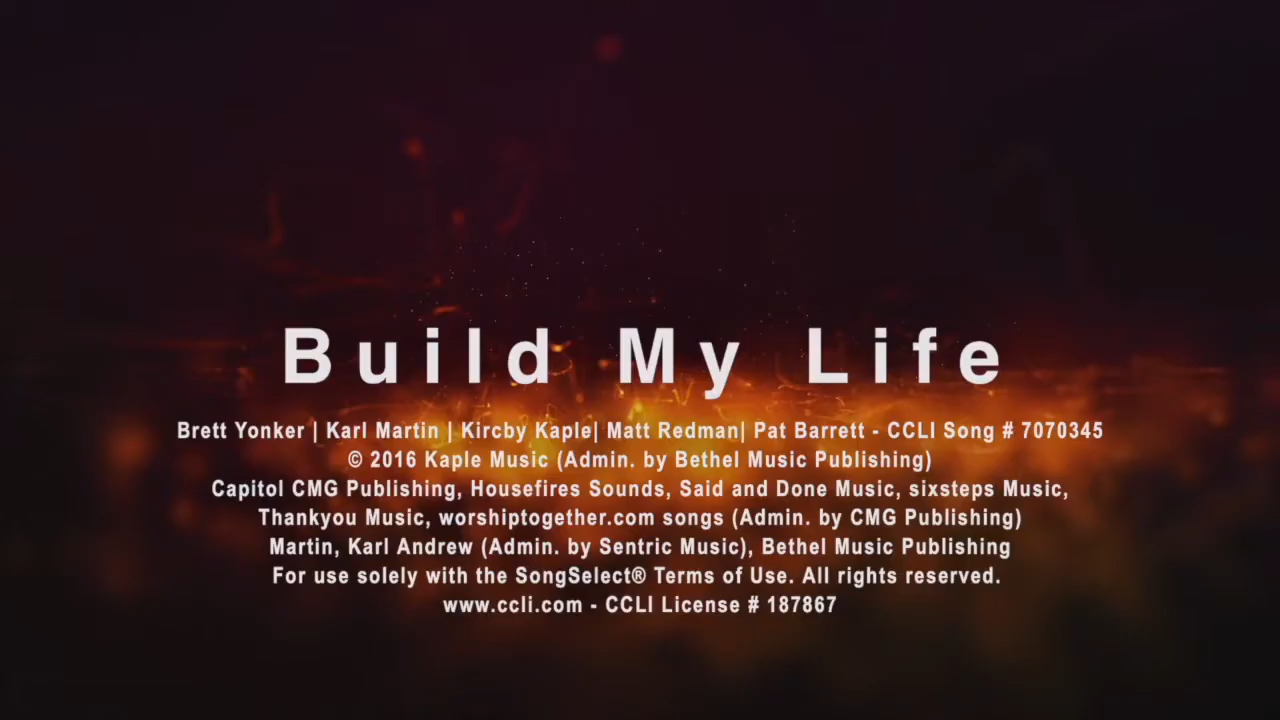 Build My Life
Brett Yonker | Karl Martin | Kircby Kaple| Matt Redman| Pat Barrett - CCLI Song # 7070345
© 2016 Kaple Music (Admin. by Bethel Music Publishing)
Capitol CMG Publishing, Housefires Sounds, Said and Done Music, sixsteps Music,
Thankyou Music, worshiptogether.com songs (Admin. by CMG Publishing)
Martin, Karl Andrew (Admin. by Sentric Music), Bethel Music Publishing
For use solely with the SongSelect® Terms of Use. All rights reserved.
www.ccli.com - CCLI License # 187867